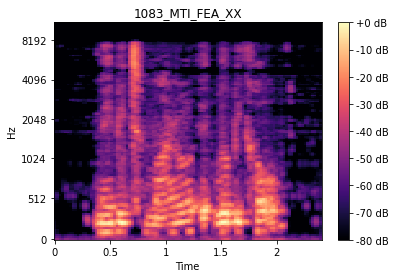 1083_MTI_FEA_XX
+0 dB
8192
-10 dB
4096
-20 dB
-30 dB
2048
Hz
-40 dB
1024
-50 dB
512
-60 dB
-70 dB
0
-80 dB
0 0.5 1 1.5 2
Time